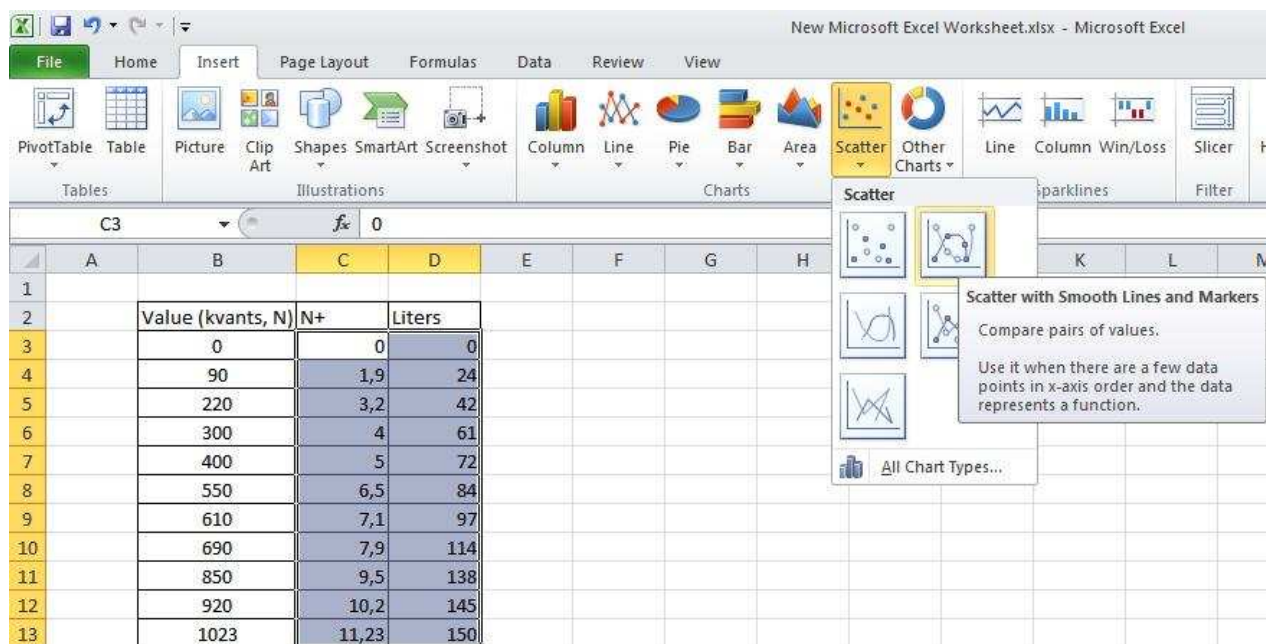 New Microsoft Excel Worksheet.xlsx - Microsoft Excel
File Home Insert Page Layout Formulas Data Review View
PivotTable Table Picture Clip Art Shapes SmartArt Screenshot Column Line Pie Bar Area Scatter Other Charts Line Column Win/Loss Slicer
Tables Illustrations Charts Sparklines Filter
Scatter
C3 fx 0
A B C D E F G H K L
1
2 Value (kvants, N) N+ Liters
3 0 0 0
4 90 1,9 24
5 220 3,2 42
6 300 4 61
7 400 5 72
8 550 6,5 84
9 610 7,1 97
10 690 7,9 114
11 850 9,5 138
12 920 10,2 145
13 1023 11,23 150
Scatter with Smooth Lines and Markers
Compare pairs of values.
Use it when there are a few data
points in x-axis order and the data
represents a function.
All Chart Types...